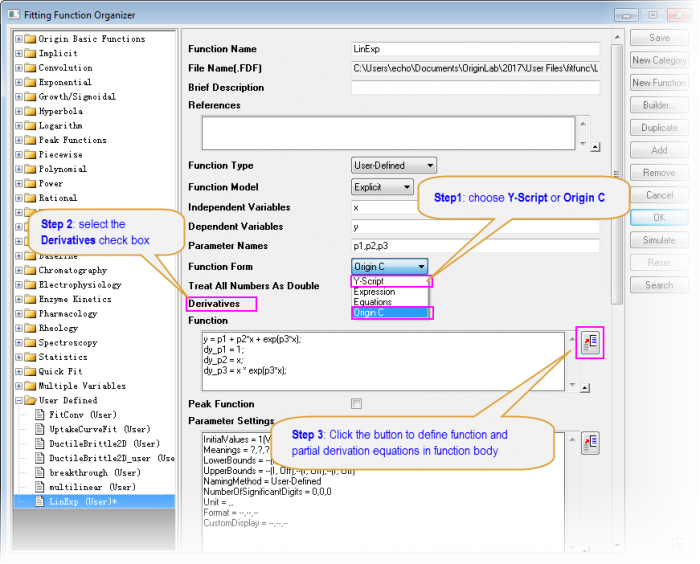 Fitting Function Organizer
Origin Basic Functions
Implicit
Convolution
Exponential
Growth/Sigmoidal
Hyperbola
Logarithm
Peak Functions
Piecewise
Polynomial
Power
Rational
Step 2: select the
Derivatives check box
Chromatography
Electrophysiology
Enzyme Kinetics
Pharmacology
Rheology
Spectroscopy
Statistics
Quick Fit
Multiple Variables
User Defined
FitConv (User)
UptakeCurveFit (User)
DuctileBrittle2D (User)
DuctileBrittle2D_user (Use
breakthrough (User)
multilinear (User)
LinExp (User)*
Function Name LinExp
File Name(.FDF) C:\Users\echo\Documents\OriginLab\2017\User Files\fitfunc\L
Brief Description
References
Function Type User-Defined
Function Model Explicit
Step1: choose Y-Script or Origin C
Independent Variables x
Dependent Variables y
Parameter Names p1,p2,p3
Function Form Origin C
Y-Script
Expression
Equations
Origin C
Treat All Numbers As Double
Derivatives
Function
y = p1 + p2*x + exp(p3*x);
dy_p1 = 1;
dy_p2 = x;
dy_p3 = x * exp(p3*x);
Peak Function
Parameter Settings
Step 3: Click the button to define function and
partial derivation equations in function body
InitialValues = 1(V
Meanings = ?,?,?
LowerBounds = --(
UpperBounds = --(I, Off),--(I, Off),--(I, Off)
NamingMethod = User-Defined
NumberOfSignificantDigits = 0,0,0
Unit = ,,
Format = --,--,--
CustomDisplay = --,--,--
Save
New Category
New Function
Builder...
Duplicate
Add
Remove
Cancel
OK
Simulate
Reset
Search